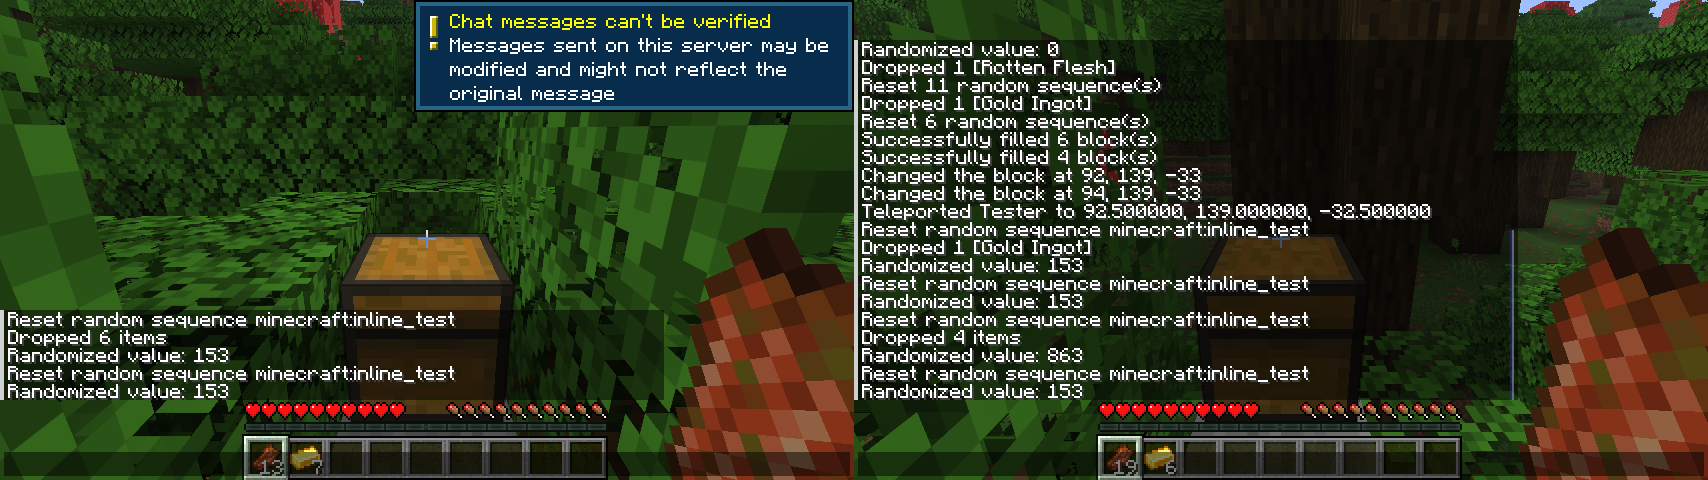 Chat messages can't be verified
Messages sent on this server may be
modified and might not reflect the
original message
Reset random sequence minecraft:inline_test
Dropped 6 items
Randomized value: 153
Reset random sequence minecraft:inline_test
Randomized value: 153
13
7
Randomized value: 0
Dropped 1 [Rotten Flesh]
Reset 11 random sequence(s)
Dropped 1 [Gold Ingot]
Reset 6 random sequence(s)
Successfully filled 6 block(s)
Successfully filled 4 block(s)
Changed the block at 92, 139, -33
Changed the block at 94, 139, -33
Teleported Tester to 92.500000, 139.000000, -32.500000
Reset random sequence minecraft:inline_test
Dropped 1 [Gold Ingot]
Randomized value: 153
Reset random sequence minecraft:inline_test
Randomized value: 153
Reset random sequence minecraft:inline_test
Dropped 4 items
Randomized value: 863
Reset random sequence minecraft:inline_test
Randomized value: 153
19
6